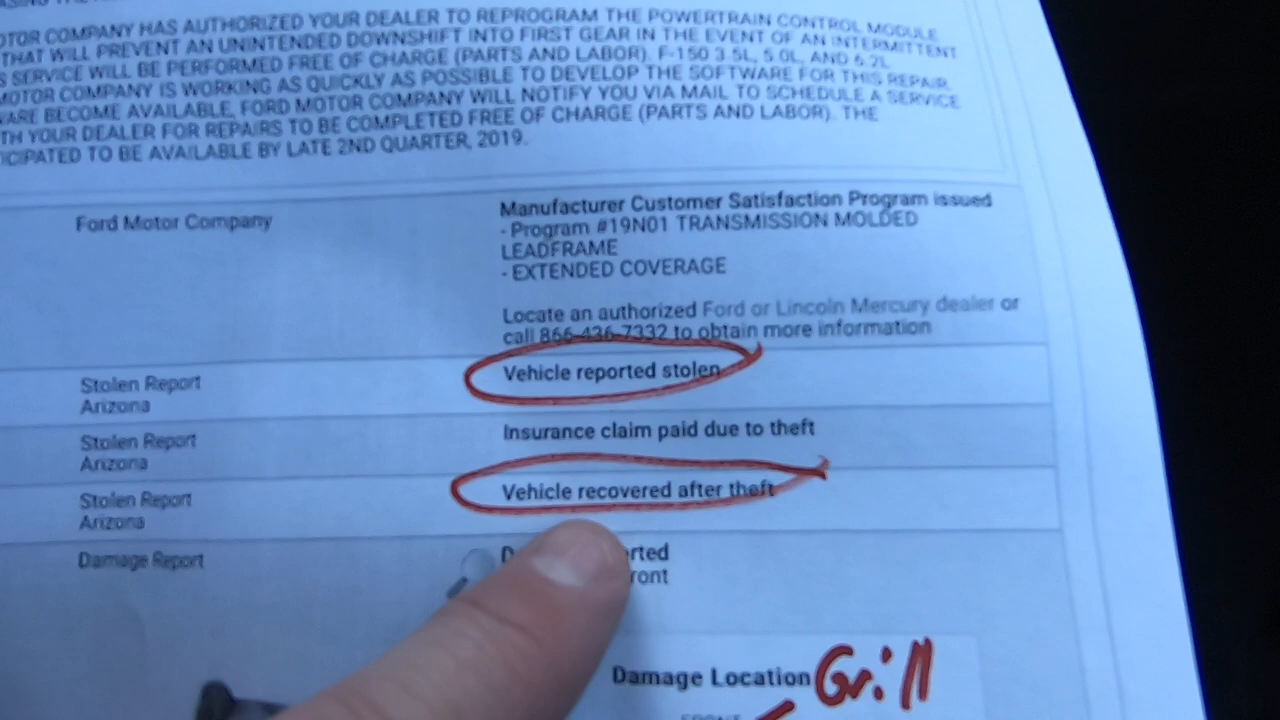 OTOR COMPANY HAS AUTHORIZED YOUR DEALER TO REPROGRAM THE POWERTRAIN CONTROL MODULE
THAT WILL PREVENT AN UNINTENDED DOWNSHIFT INTO FIRST GEAR IN THE EVENT OF AN INTERMITTENT
S SERVICE WILL BE PERFORMED FREE OF CHARGE (PARTS AND LABOR). F-150 3.5L, 5.0L, AND 6.2L
MOTOR COMPANY IS WORKING AS QUICKLY AS POSSIBLE TO DEVELOP THE SOFTWARE FOR THIS REPAIR.
ARE BECOME AVAILABLE, FORD MOTOR COMPANY WILL NOTIFY YOU VIA MAIL TO SCHEDULE A SERVICE
TH YOUR DEALER FOR REPAIRS TO BE COMPLETED FREE OF CHARGE (PARTS AND LABOR). THE
ICIPATED TO BE AVAILABLE BY LATE 2ND QUARTER, 2019.
Ford Motor Company
Manufacturer Customer Satisfaction Program issued
- Program #19N01 TRANSMISSION MOLDED
LEADFRAME
- EXTENDED COVERAGE
Locate an authorized Ford or Lincoln Mercury dealer or
call 866-436-7332 to obtain more information
Stolen Report
Arizona
Vehicle reported stolen
Stolen Report
Arizona
Insurance claim paid due to theft
Stolen Report
Arizona
Vehicle recovered after theft
Damage Report
D rted
ront
Damage Location Grill
FRONT